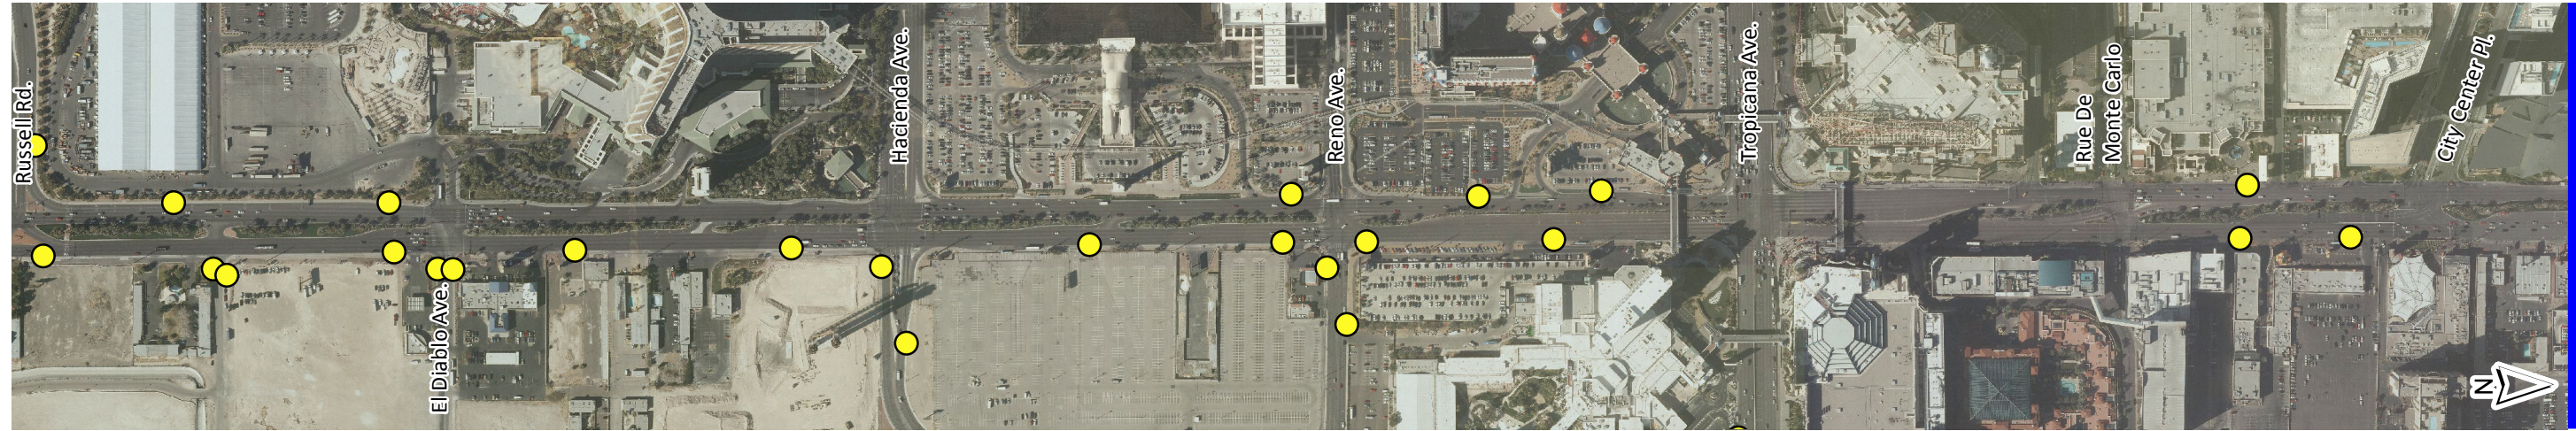 Russell Rd.
El Diablo Ave.
Hacienda Ave.
Reno Ave.
Tropicana Ave.
Rue De
Monte Carlo
City Center Pl.
N